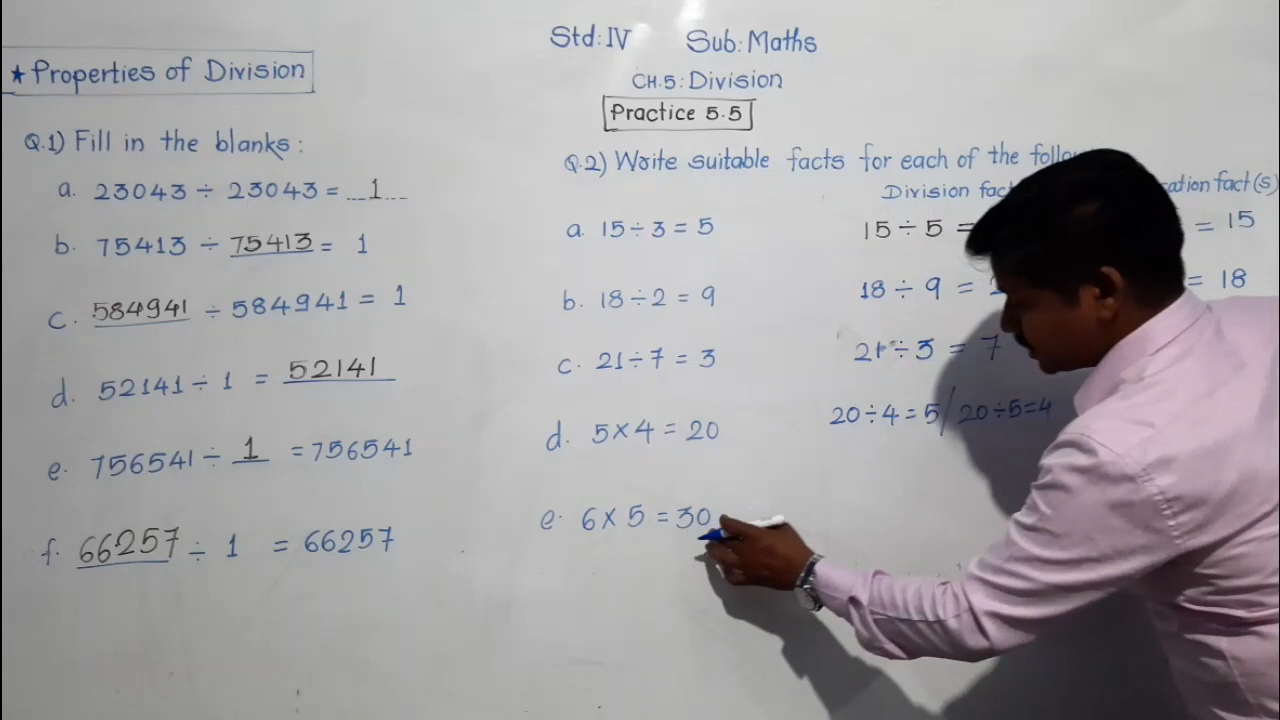 Std: IV Sub: Maths
CH.5: Division
Practice 5.5
★ Properties of Division
Q.1) Fill in the blanks:
a. 23043 ÷ 23043 = ...1...
b. 75413 ÷ 75413 = 1
c. 584941 ÷ 584941 = 1
d. 52141 ÷ 1 = 52141
e. 756541 ÷ 1 = 756541
f. 66257 ÷ 1 = 66257
Q.2) Write suitable facts for each of the
Division
fact(s)
a. 15 ÷ 3 = 5 15 ÷ 5 = = 15
b. 18 ÷ 2 = 9 18 ÷ 9 = = 18
c. 21 ÷ 7 = 3 21 ÷ 3 = 7
d. 5 × 4 = 20 20 ÷ 4 = 5 / 20 ÷ 5 = 4
e. 6 × 5 = 30